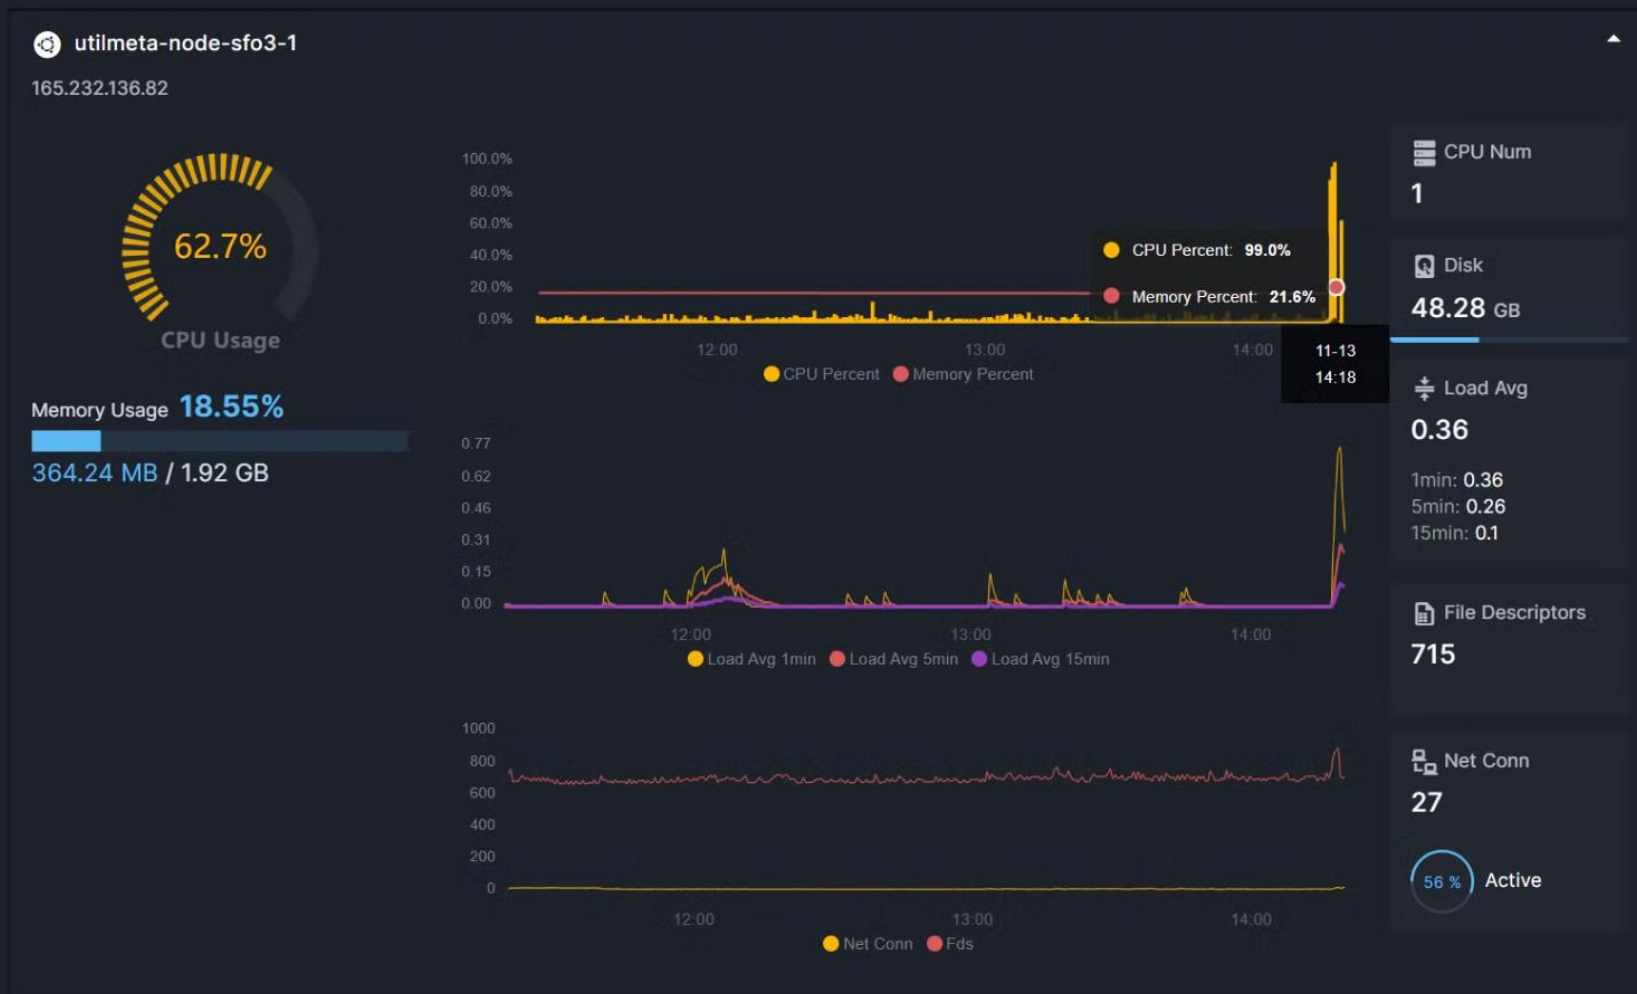 utilmeta-node-sfo3-1
165.232.136.82
62.7%
CPU Usage
Memory Usage 18.55%
364.24 MB / 1.92 GB
100.0%
80.0%
60.0%
40.0%
20.0%
0.0%
CPU Percent: 99.0%
Memory Percent: 21.6%
12:00 13:00 14:00
11-13
14:18
CPU Percent Memory Percent
0.77
0.62
0.46
0.31
0.15
0.00
12:00 13:00 14:00
Load Avg 1min Load Avg 5min Load Avg 15min
1000
800
600
400
200
0
12:00 13:00 14:00
Net Conn Fds
CPU Num
1
Disk
48.28 GB
Load Avg
0.36
1min: 0.36
5min: 0.26
15min: 0.1
File Descriptors
715
Net Conn
27
56 % Active